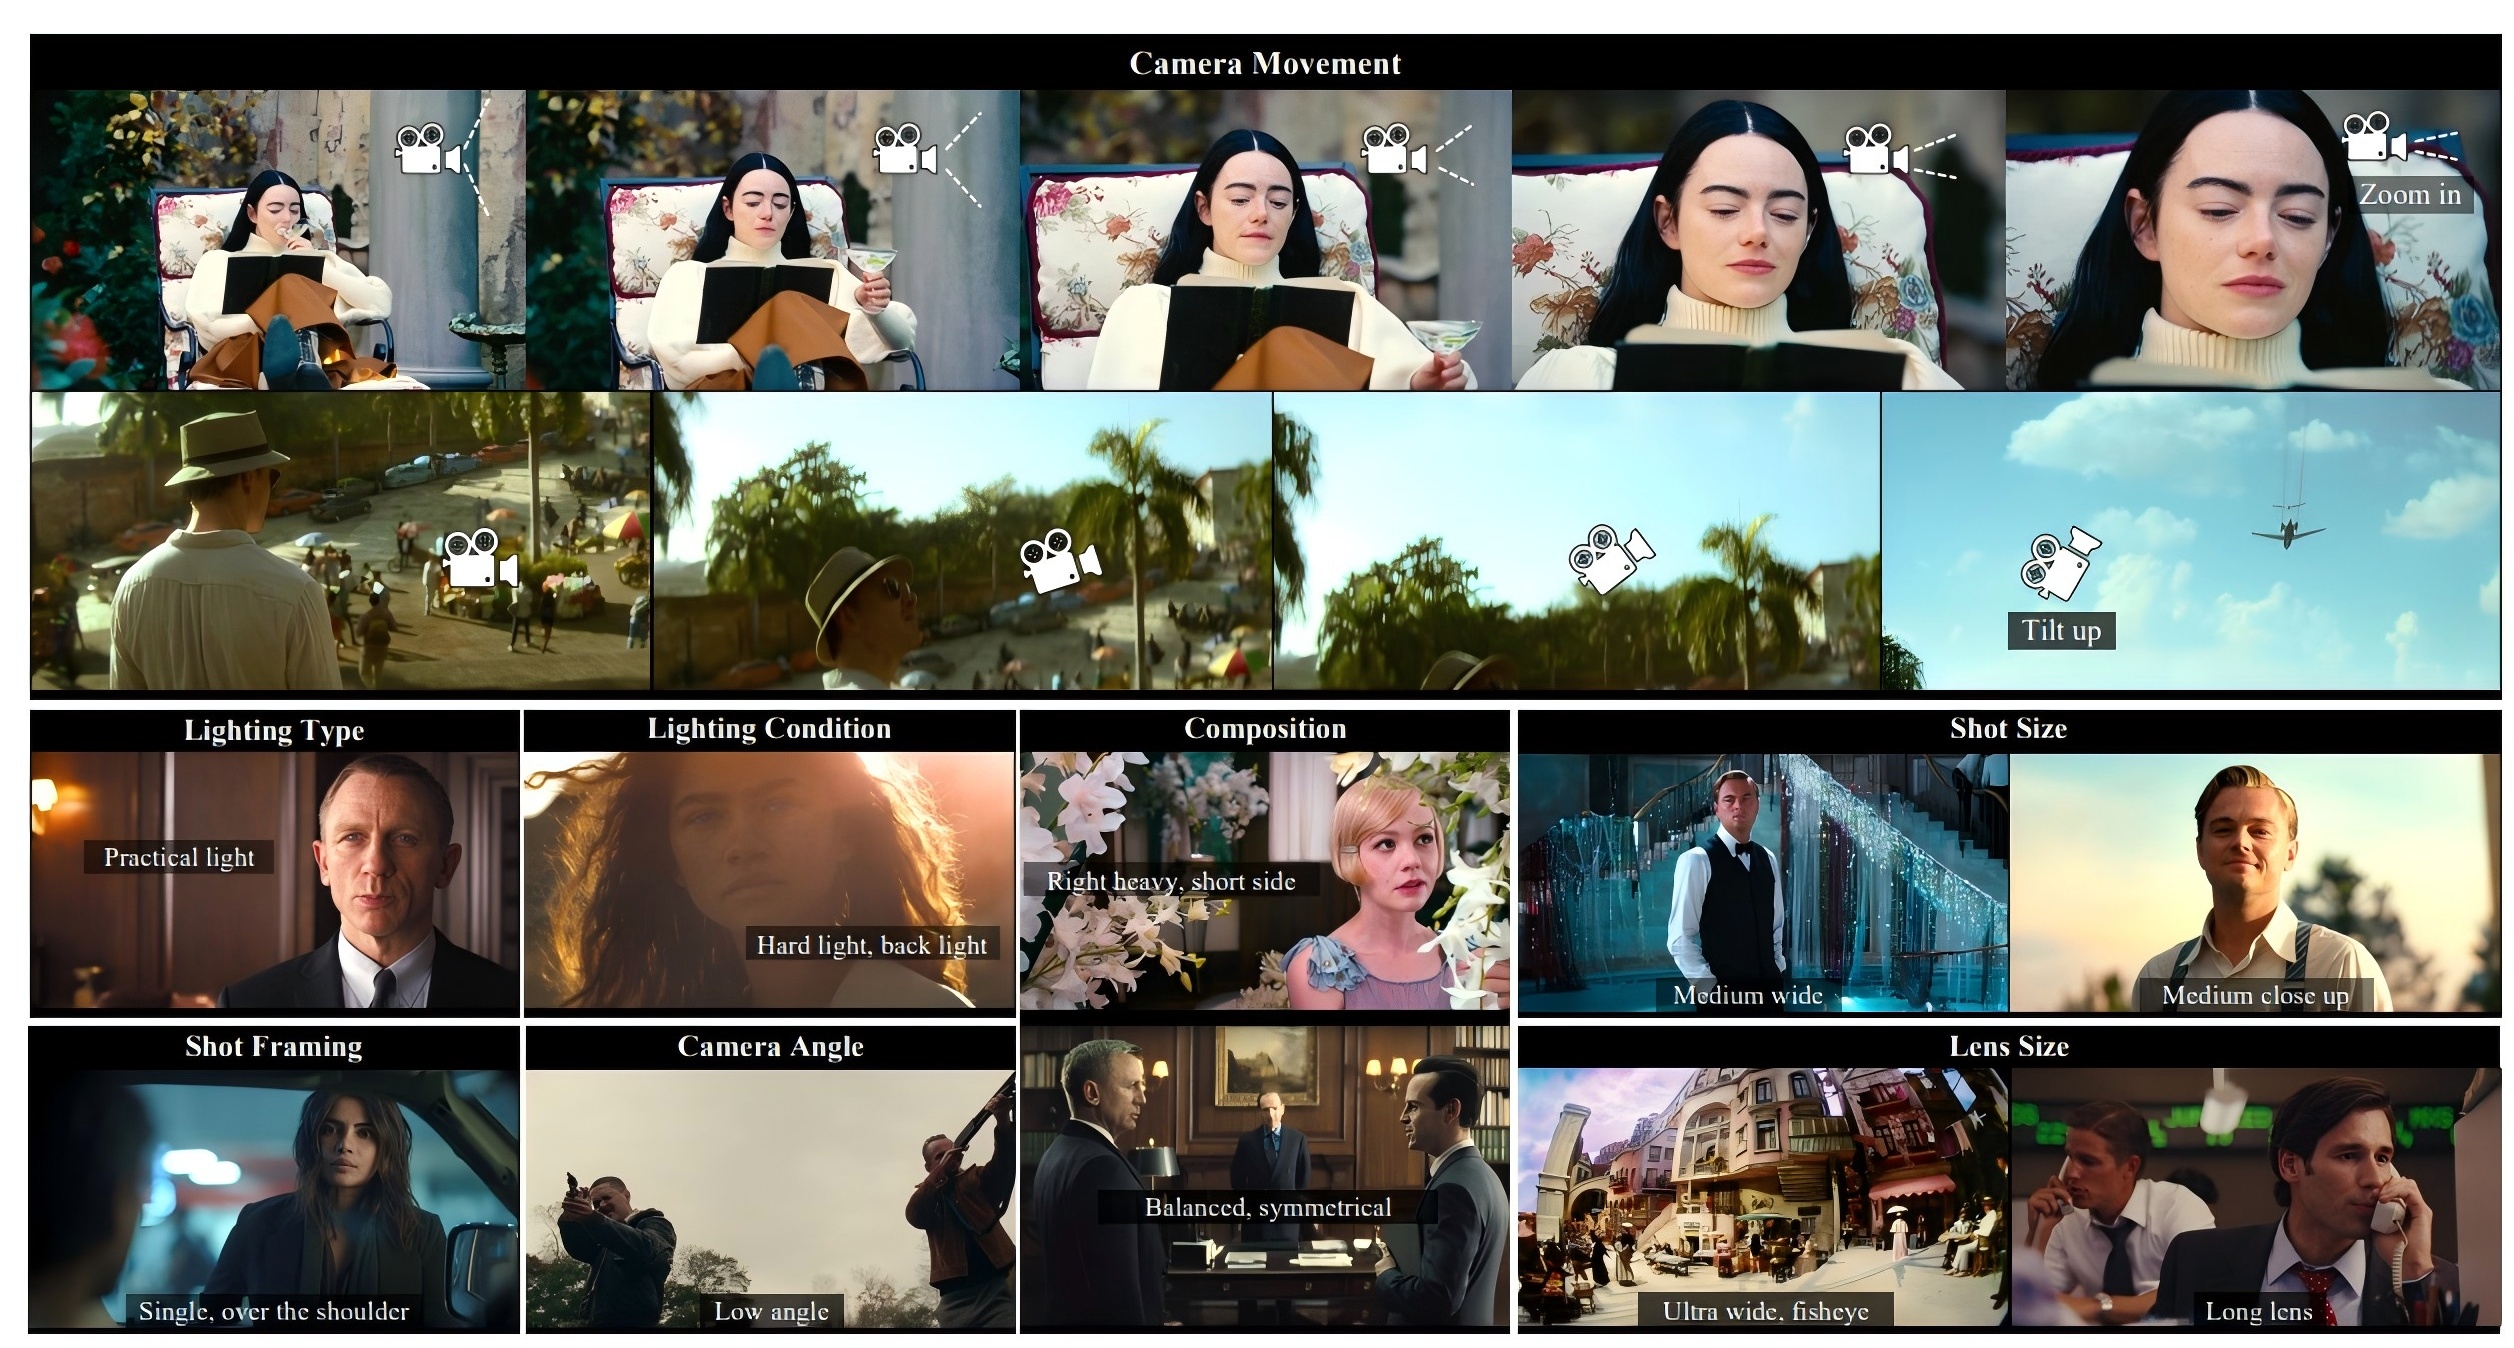 Camera Movement
Zoom in
Tilt up
Lighting Type
Practical light
Lighting Condition
Hard light, back light
Composition
Right heavy, short side
Balanced, symmetrical
Shot Size
Medium wide
Medium close up
Shot Framing
Single, over the shoulder
Camera Angle
Low angle
Lens Size
Ultra wide, fisheye
Long lens